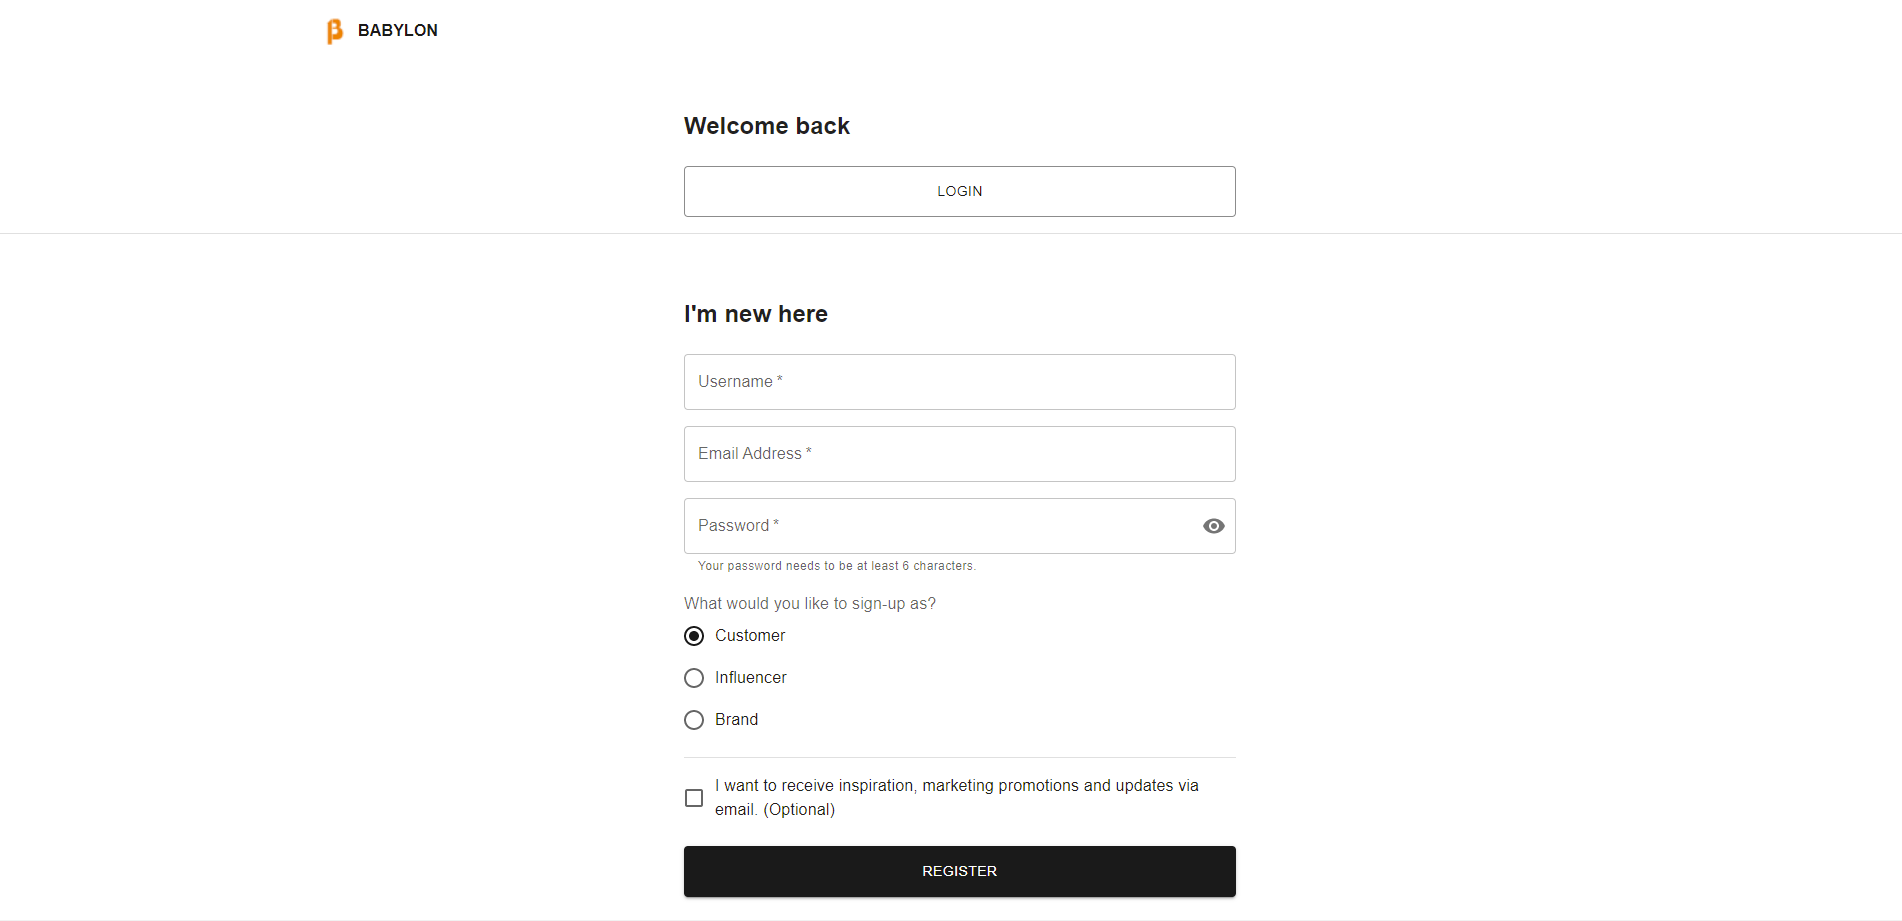 BABYLON
Welcome back
LOGIN
I'm new here
Username *
Email Address *
Password *
Your password needs to be at least 6 characters.
What would you like to sign-up as?
Customer
Influencer
Brand
I want to receive inspiration, marketing promotions and updates via
email. (Optional)
REGISTER